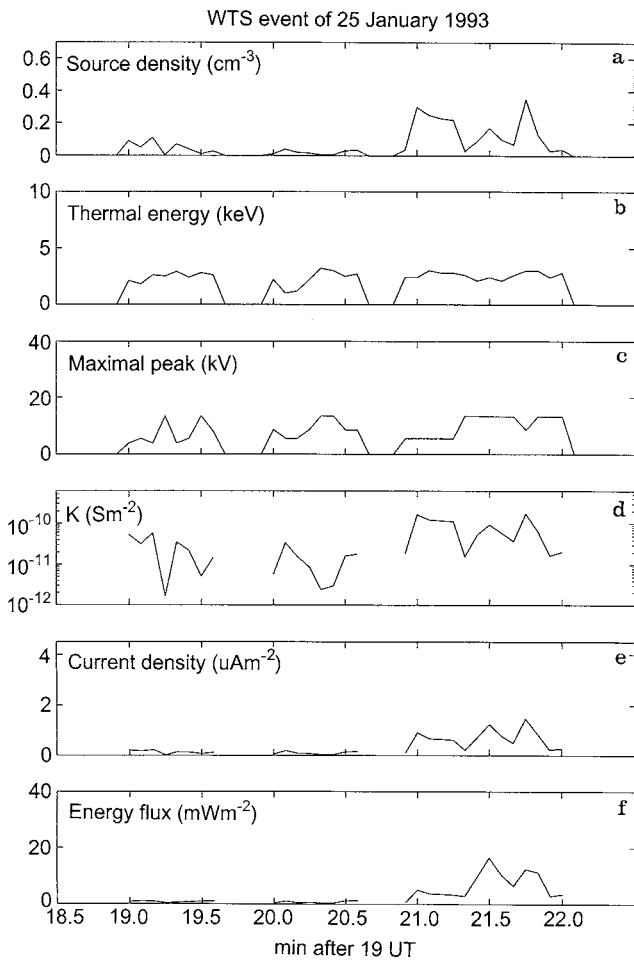 WTS event of 25 January 1993
Source density (cm⁻³)
a
0.6
0.4
0.2
0
Thermal energy (keV)
b
10
5
0
Maximal peak (kV)
c
40
20
0
K (Sm⁻²)
d
10⁻¹⁰
10⁻¹¹
10⁻¹²
Current density (uAm⁻²)
e
4
2
0
Energy flux (mWm⁻²)
f
40
20
0
18.5 19.0 19.5 20.0 20.5 21.0 21.5 22.0
min after 19 UT